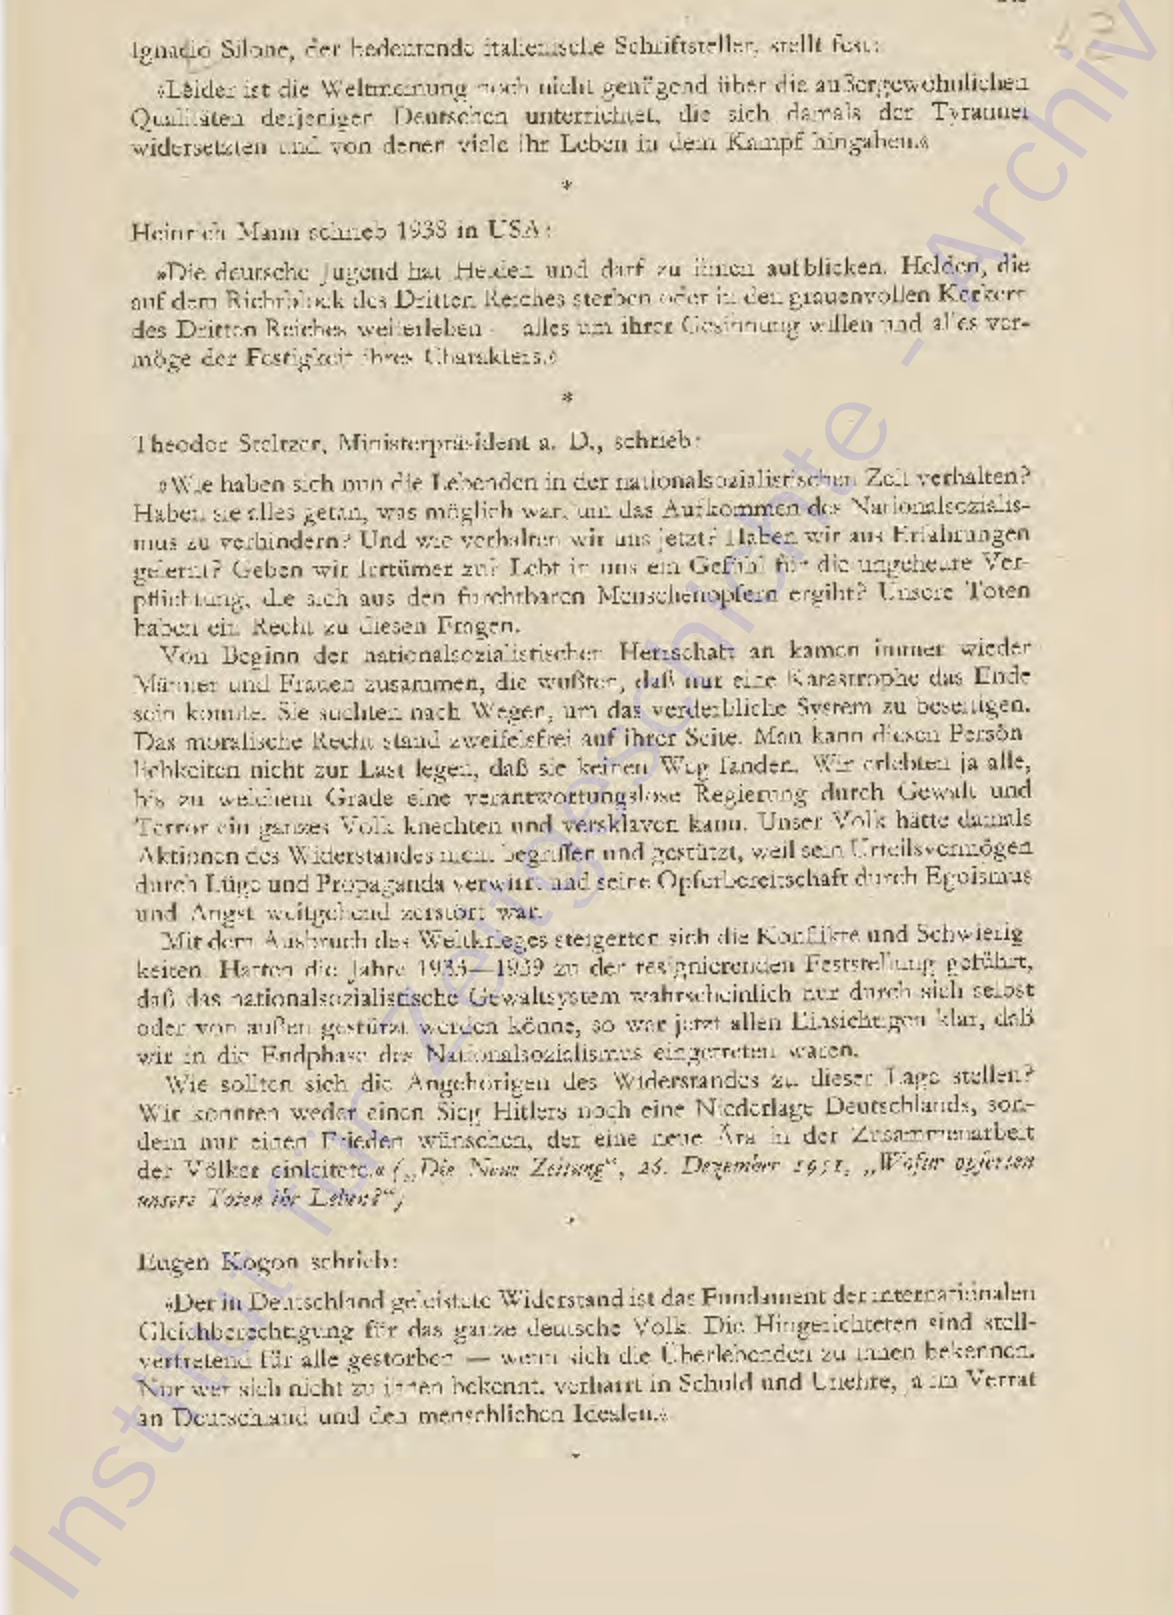 Ignacio Silone, der bedeutende italienische Schriftsteller, stellt fest:
»Leider ist die Weltmeinung noch nicht genügend über die außergewöhnlichen
Qualitäten derjenigen Deutschen unterrichtet, die sich damals der Tyrannei
widersetzten und von denen viele ihr Leben in dem Kampf hingaben.«
*
Heinrich Mann schrieb 1938 in USA:
»Die deutsche Jugend hat Helden und darf zu ihnen aufblicken. Helden, die
auf dem Richtblock des Dritten Reiches sterben oder in den grauenvollen Kerkern
des Dritten Reiches weiterleben — alles um ihrer Gesinnung willen und alles ver-
möge der Festigkeit ihres Charakters.«
*
Theodor Steltzer, Ministerpräsident a. D., schrieb:
»Wie haben sich nun die Lebenden in der nationalsozialistischen Zeit verhalten?
Haben sie alles getan, was möglich war, um das Aufkommen des Nationalsozialis-
mus zu verhindern? Und wie verhalten wir uns jetzt? Haben wir aus Erfahrungen
gelernt? Geben wir Irrtümer zu? Lebt in uns ein Gefühl für die ungeheure Ver-
pflichtung, die sich aus den furchtbaren Menschenopfern ergibt? Unsere Toten
haben ein Recht zu diesen Fragen.
Von Beginn der nationalsozialistischen Herrschaft an kamen immer wieder
Männer und Frauen zusammen, die wußten, daß nur eine Katastrophe das Ende
sein konnte. Sie suchten nach Wegen, um das verderbliche System zu beseitigen.
Das moralische Recht stand zweifelsfrei auf ihrer Seite. Man kann diesen Persön-
lichkeiten nicht zur Last legen, daß sie keinen Weg fanden. Wir erlebten ja alle,
bis zu welchem Grade eine verantwortungslose Regierung durch Gewalt und
Terror ein ganzes Volk knechten und versklaven kann. Unser Volk hätte damals
Aktionen des Widerstandes nicht begriffen und gestützt, weil sein Urteilsvermögen
durch Lüge und Propaganda verwirrt und seine Opferbereitschaft durch Egoismus
und Angst weitgehend zerstört war.
Mit dem Ausbruch des Weltkrieges steigerten sich die Konflikte und Schwierig-
keiten. Hatten die Jahre 1933—1939 zu der resignierenden Feststellung geführt,
daß das nationalsozialistische Gewaltsystem wahrscheinlich nur durch sich selbst
oder von außen gestürzt werden könne, so war jetzt allen Einsichtigen klar, daß
wir in die Endphase des Nationalsozialismus eingetreten waren.
Wie sollten sich die Angehörigen des Widerstandes zu dieser Lage stellen?
Wir konnten weder einen Sieg Hitlers noch eine Niederlage Deutschlands, son-
dern nur einen Frieden wünschen, der eine neue Ära in der Zusammenarbeit
der Völker einleitete.« („Die Neue Zeitung“, 26. Dezember 1951, „Wofür opferten
unsere Toten ihr Leben?“)
*
Eugen Kogon schrieb:
»Der in Deutschland geleistete Widerstand ist das Fundament der internationalen
Gleichberechtigung für das ganze deutsche Volk. Die Hingerichteten sind stell-
vertretend für alle gestorben — wenn sich die Überlebenden zu ihnen bekennen.
Nur wer sich nicht zu ihnen bekennt, verharrt in Schuld und Unehre, ja im Verrat
an Deutschland und den menschlichen Idealen.«
*
Institut für Zeitgeschichte - Archiv